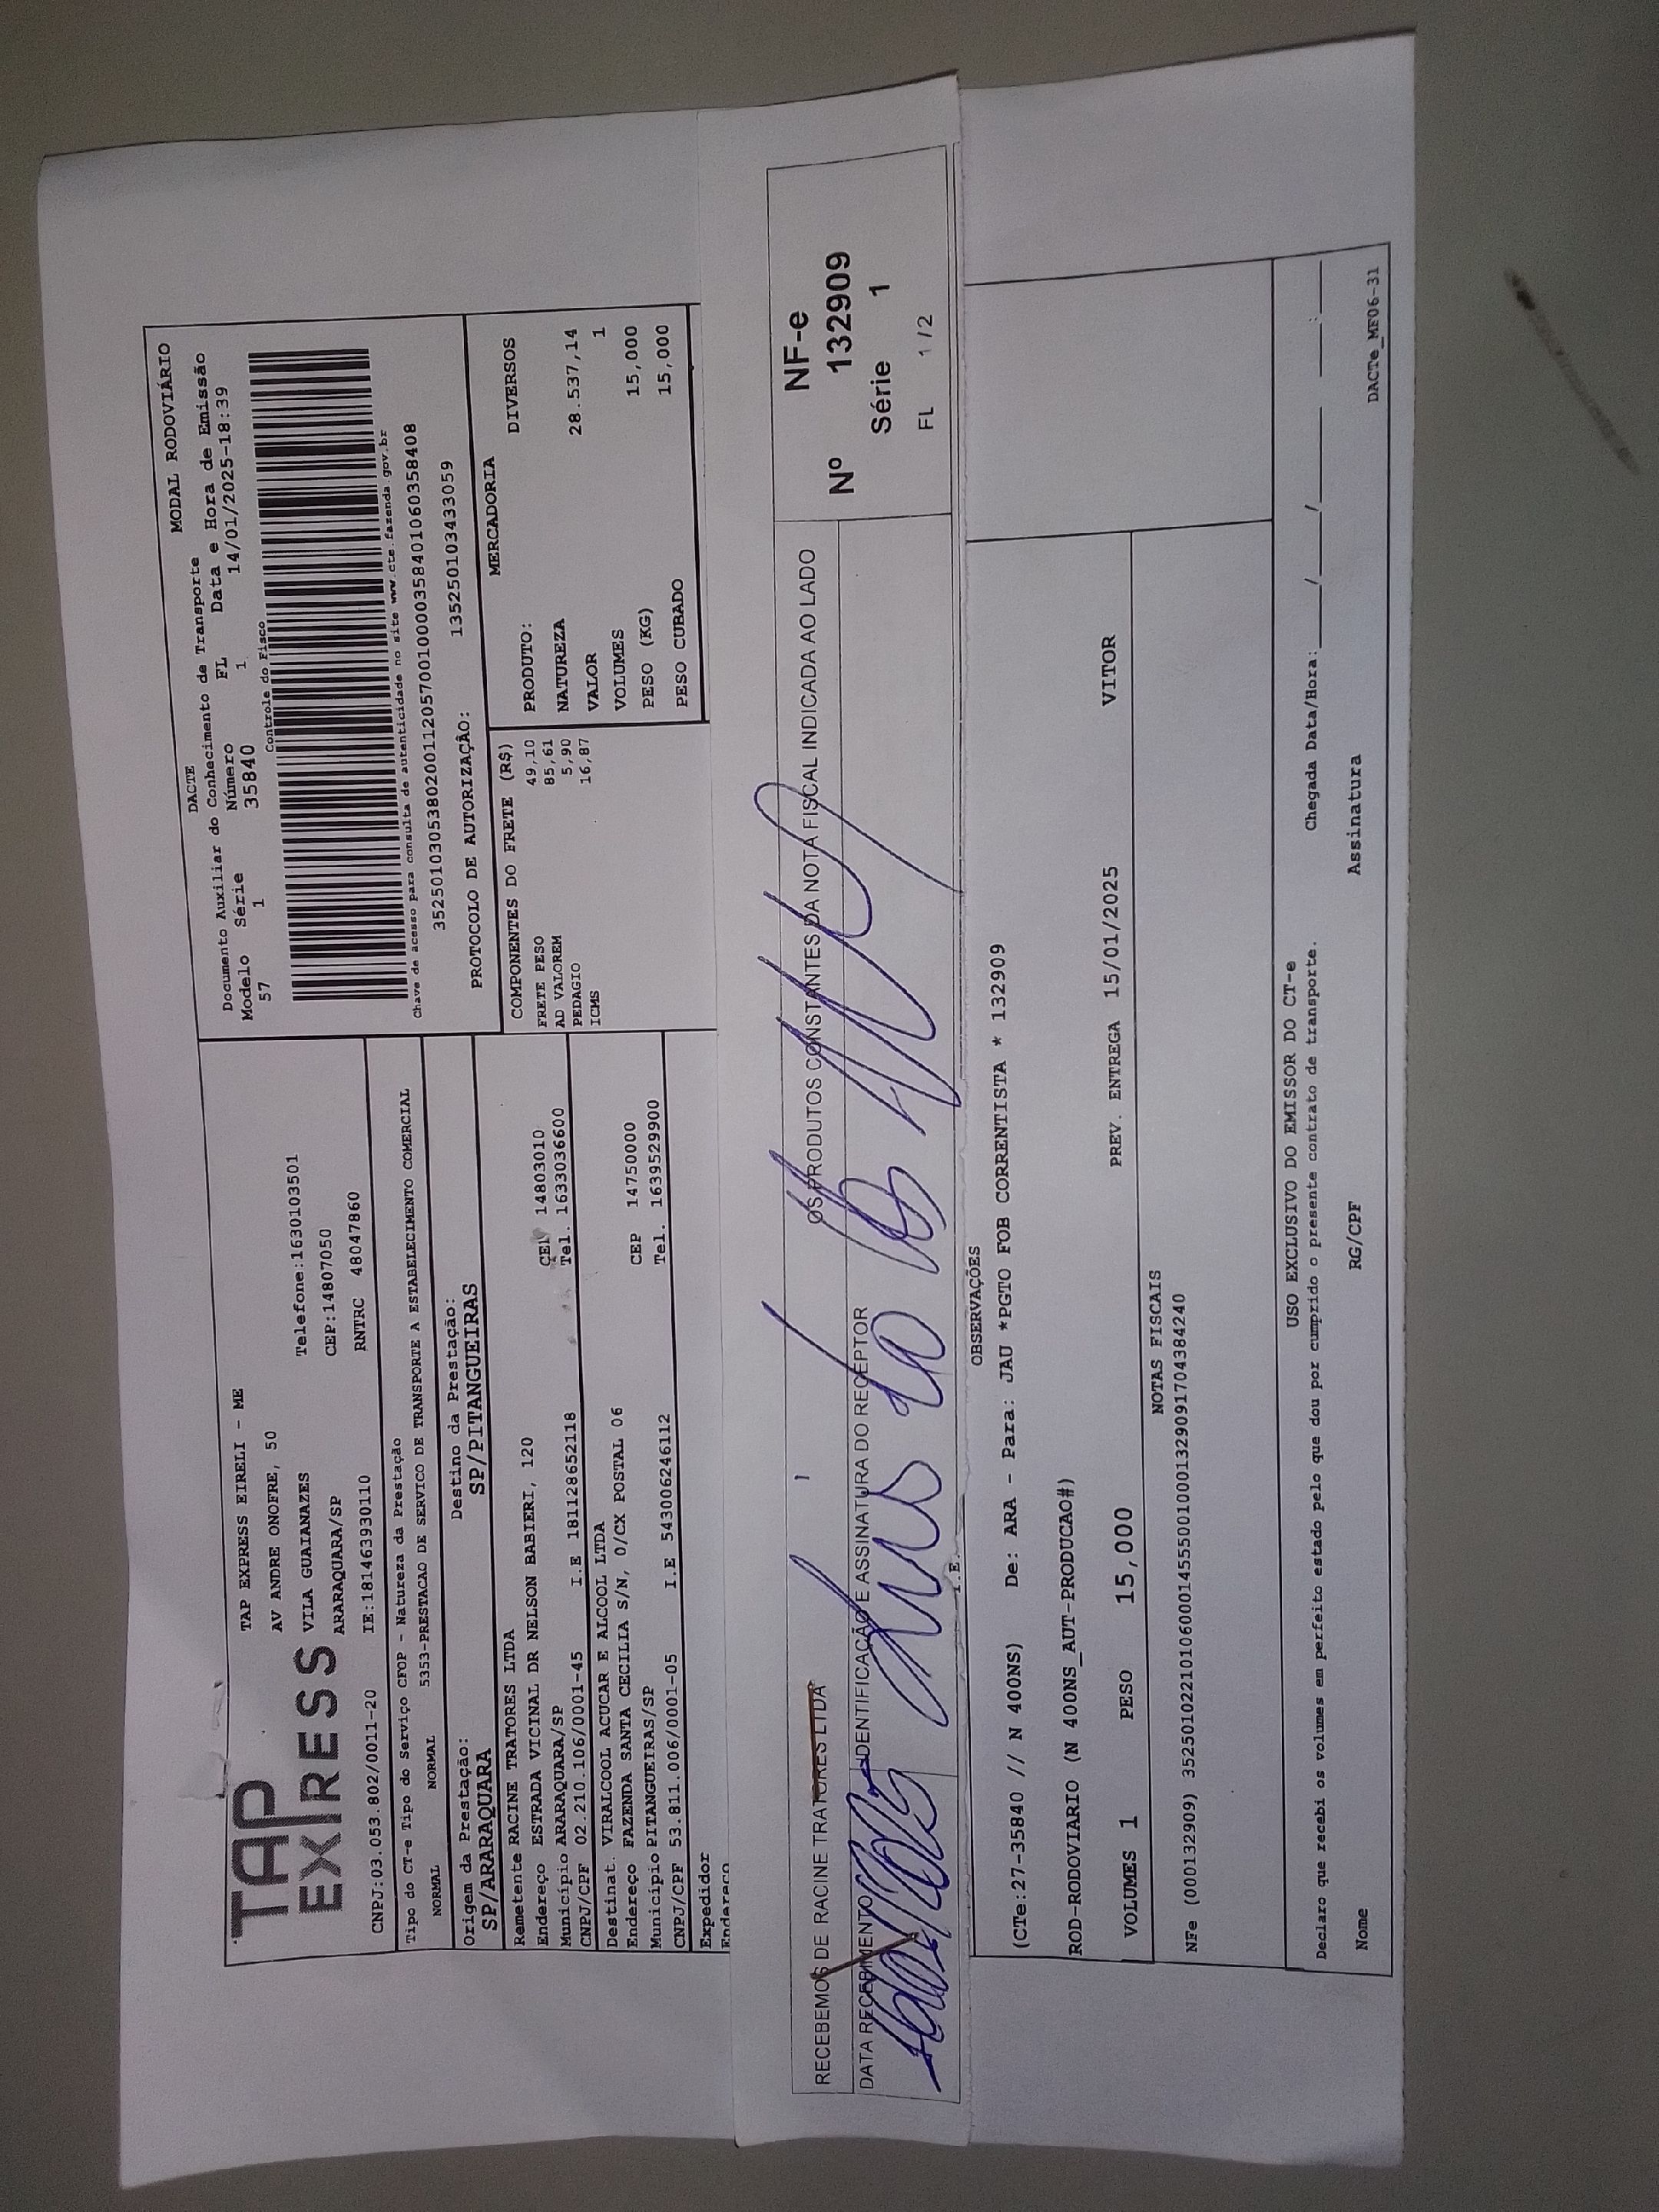 TAP
EXPRESS
TAP EXPRESS EIRELI - ME
AV ANDRE ONOFRE, 50
VILA GUAIANAZES
ARARAQUARA/SP
Telefone:1630103501
CEP:14807050
CNPJ:03.053.802/0011-20 IE:181463930110 RNTRC 48047860
DACTE MODAL RODOVIÁRIO
Documento Auxiliar do Conhecimento de Transporte
Modelo Série Número FL Data e Hora de Emissão
57 1 35840 1 14/01/2025-18:39
Controle do Fisco
Chave de acesso para consulta de autenticidade no site www.cte.fazenda.gov.br
35250103053802001120570010000358401060358408
PROTOCOLO DE AUTORIZAÇÃO: 135250103433059
Tipo do CT-e Tipo do Serviço CFOP - Natureza da Prestação
NORMAL NORMAL 5353-PRESTACAO DE SERVICO DE TRANSPORTE A ESTABELECIMENTO COMERCIAL
Origem da Prestação: Destino da Prestação:
SP/ARARAQUARA SP/PITANGUEIRAS
Remetente RACINE TRATORES LTDA
Endereço ESTRADA VICINAL DR NELSON BABIERI, 120
Município ARARAQUARA/SP CEP 14803010
CNPJ/CPF 02.210.106/0001-45 I.E 181128652118 Tel. 1633036600
Destinat. VIRALCOOL ACUCAR E ALCOOL LTDA
Endereço FAZENDA SANTA CECILIA S/N, 0/CX POSTAL 06
Município PITANGUEIRAS/SP CEP 14750000
CNPJ/CPF 53.811.006/0001-05 I.E 543006246112 Tel. 1639529900
Expedidor
Endereço
COMPONENTES DO FRETE (R$)
FRETE PESO 49,10
AD VALOREM 85,61
PEDAGIO 5,90
ICMS 16,87
MERCADORIA
PRODUTO: DIVERSOS
NATUREZA
VALOR 28.537,14
VOLUMES 1
PESO (KG) 15,000
PESO CUBADO 15,000
RECEBEMOS DE RACINE TRATORES LTDA OS PRODUTOS CONSTANTES DA NOTA FISCAL INDICADA AO LADO
DATA RECEBIMENTO IDENTIFICAÇÃO E ASSINATURA DO RECEPTOR
NF-e
Nº 132909
Série 1
FL 1 /2
I.E.
OBSERVAÇÕES
(CTe:27-35840 // N 400NS) De: ARA - Para: JAU *PGTO FOB CORRENTISTA * 132909
ROD-RODOVIARIO (N 400NS_AUT-PRODUCAO#)
VOLUMES 1 PESO 15,000 PREV. ENTREGA 15/01/2025 VITOR
NOTAS FISCAIS
NFe (000132909) 35250102210106000145550010001329091704384240
USO EXCLUSIVO DO EMISSOR DO CT-e
Declaro que recebi os volumes em perfeito estado pelo que dou por cumprido o presente contrato de transporte. Chegada Data/Hora:____/____/______ ____:____
Nome RG/CPF Assinatura
DACTe_MF06-31